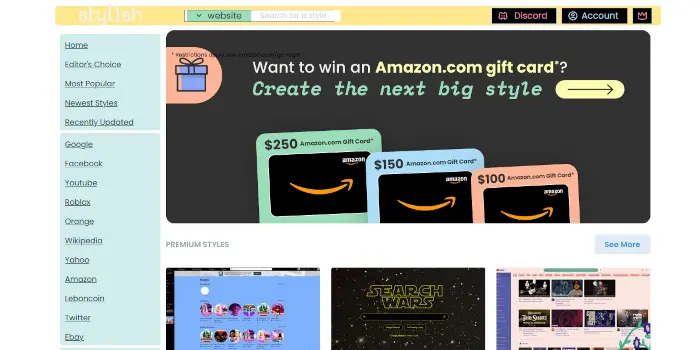 stylish
website
Search for a style
Discord
Account
Home
Editor's Choice
Most Popular
Newest Styles
Recently Updated
Google
Facebook
Youtube
Roblox
Orange
Wikipedia
Yahoo
Amazon
Leboncoin
Twitter
Ebay
Want to win an Amazon.com gift card*?
Create the next big style
$250 Amazon.com Gift Card*
amazon
$150 Amazon.com Gift Card*
amazon
$100 Amazon.com Gift Card*
amazon
PREMIUM STYLES
See More
SEARCH
WARS